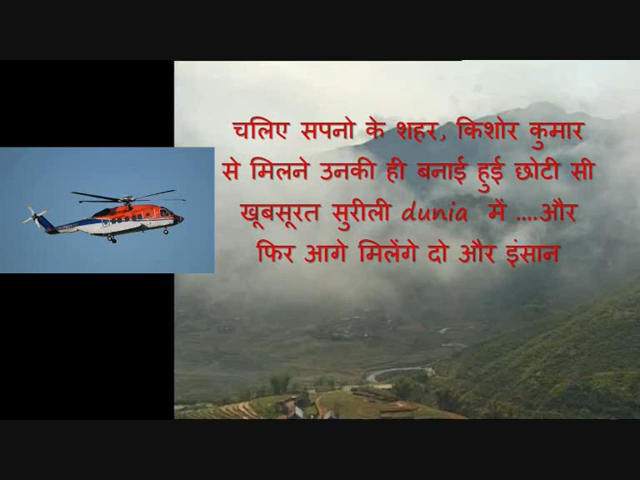 चलिए सपनो के शहर, किशोर कुमार
से मिलने उनकी ही बनाई हुई छोटी सी
खूबसूरत सुरीली dunia में ....और
फिर आगे मिलेंगे दो और इंसान